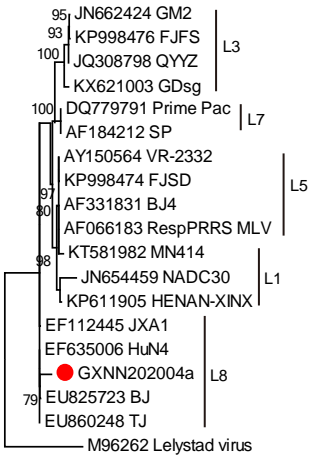 95 JN662424 GM2
93 KP998476 FJFS
JQ308798 QYYZ
100 KX621003 GDsg
L3
100 DQ779791 Prime Pac
AF184212 SP
L7
AY150564 VR-2332
KP998474 FJSD
97 AF331831 BJ4
80 AF066183 RespPRRS MLV
L5
KT581982 MN414
98 JN654459 NADC30
KP611905 HENAN-XINX
L1
EF112445 JXA1
EF635006 HuN4
GXNN202004a
79 EU825723 BJ
EU860248 TJ
L8
M96262 Lelystad virus